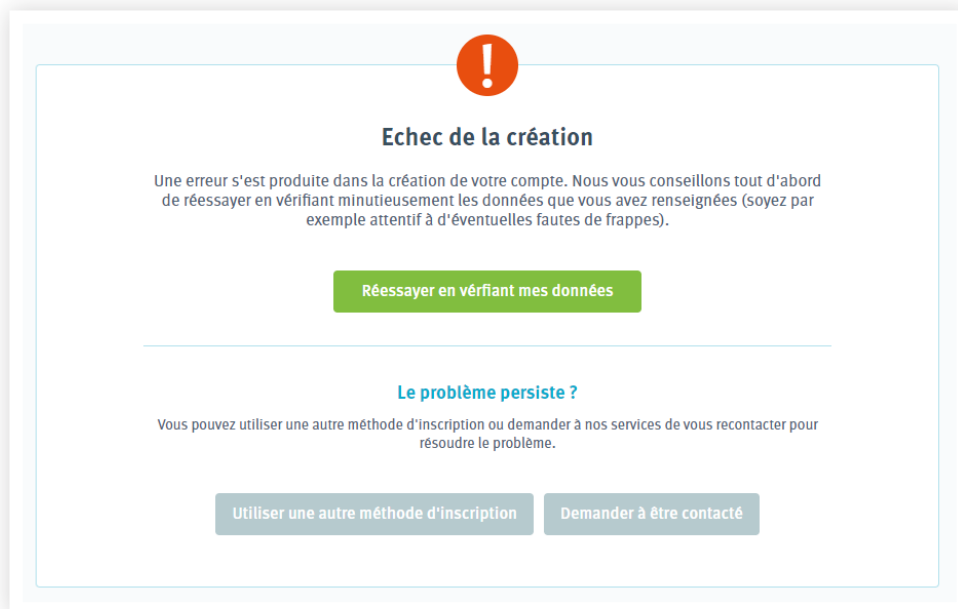 Echec de la création
Une erreur s'est produite dans la création de votre compte. Nous vous conseillons tout d'abord
de réessayer en vérifiant minutieusement les données que vous avez renseignées (soyez par
exemple attentif à d'éventuelles fautes de frappes).
Réessayer en vérfiant mes données
Le problème persiste ?
Vous pouvez utiliser une autre méthode d'inscription ou demander à nos services de vous recontacter pour
résoudre le problème.
Utiliser une autre méthode d'inscription
Demander à être contacté